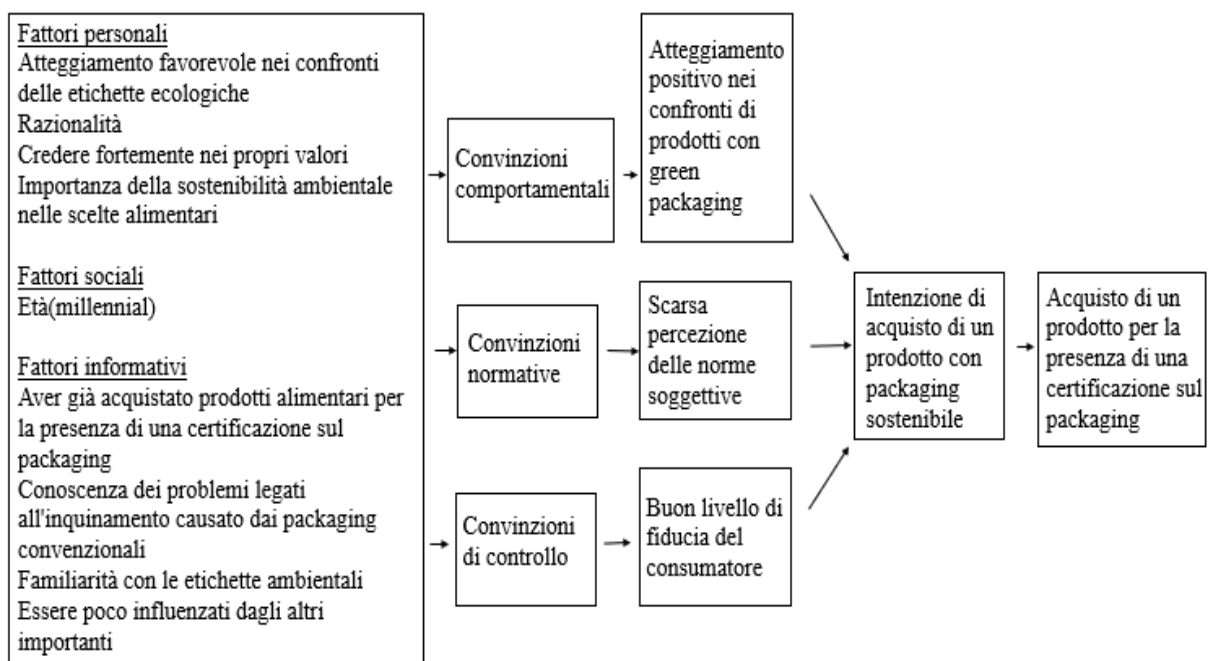 Fattori personali
Atteggiamento favorevole nei confronti
delle etichette ecologiche
Razionalità
Credere fortemente nei propri valori
Importanza della sostenibilità ambientale
nelle scelte alimentari
Fattori sociali
Età(millennial)
Fattori informativi
Aver già acquistato prodotti alimentari per
la presenza di una certificazione sul
packaging
Conoscenza dei problemi legati
all'inquinamento causato dai packaging
convenzionali
Familiarità con le etichette ambientali
Essere poco influenzati dagli altri
importanti
Convinzioni
comportamentali
Atteggiamento
positivo nei
confronti di
prodotti con
green
packaging
Convinzioni
normative
Scarsa
percezione
delle norme
soggettive
Convinzioni
di controllo
Buon livello di
fiducia del
consumatore
Intenzione di
acquisto di un
prodotto con
packaging
sostenibile
Acquisto di un
prodotto per la
presenza di una
certificazione sul
packaging